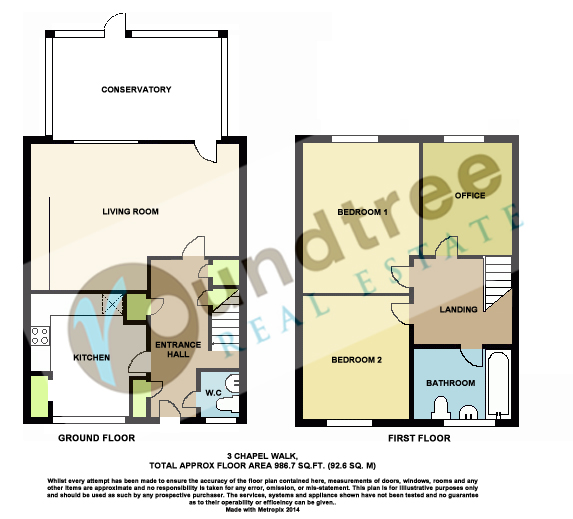 CONSERVATORY
LIVING ROOM
KITCHEN
ENTRANCE
HALL
W.C
GROUND FLOOR
BEDROOM 1
OFFICE
LANDING
BEDROOM 2
BATHROOM
FIRST FLOOR
roundtree
REAL ESTATE
3 CHAPEL WALK,
TOTAL APPROX FLOOR AREA 986.7 SQ.FT. (92.6 SQ. M)
Whilst every attempt has been made to ensure the accuracy of the floor plan contained here, measurements of doors, windows, rooms and any
other items are approximate and no responsibility is taken for any error, omission, or mis-statement. This plan is for illustrative purposes only
and should be used as such by any prospective purchaser. The services, systems and appliance shown have not been tested and no guarantee
as to their operability or efficiency can be given..
Made with Metropix 2014